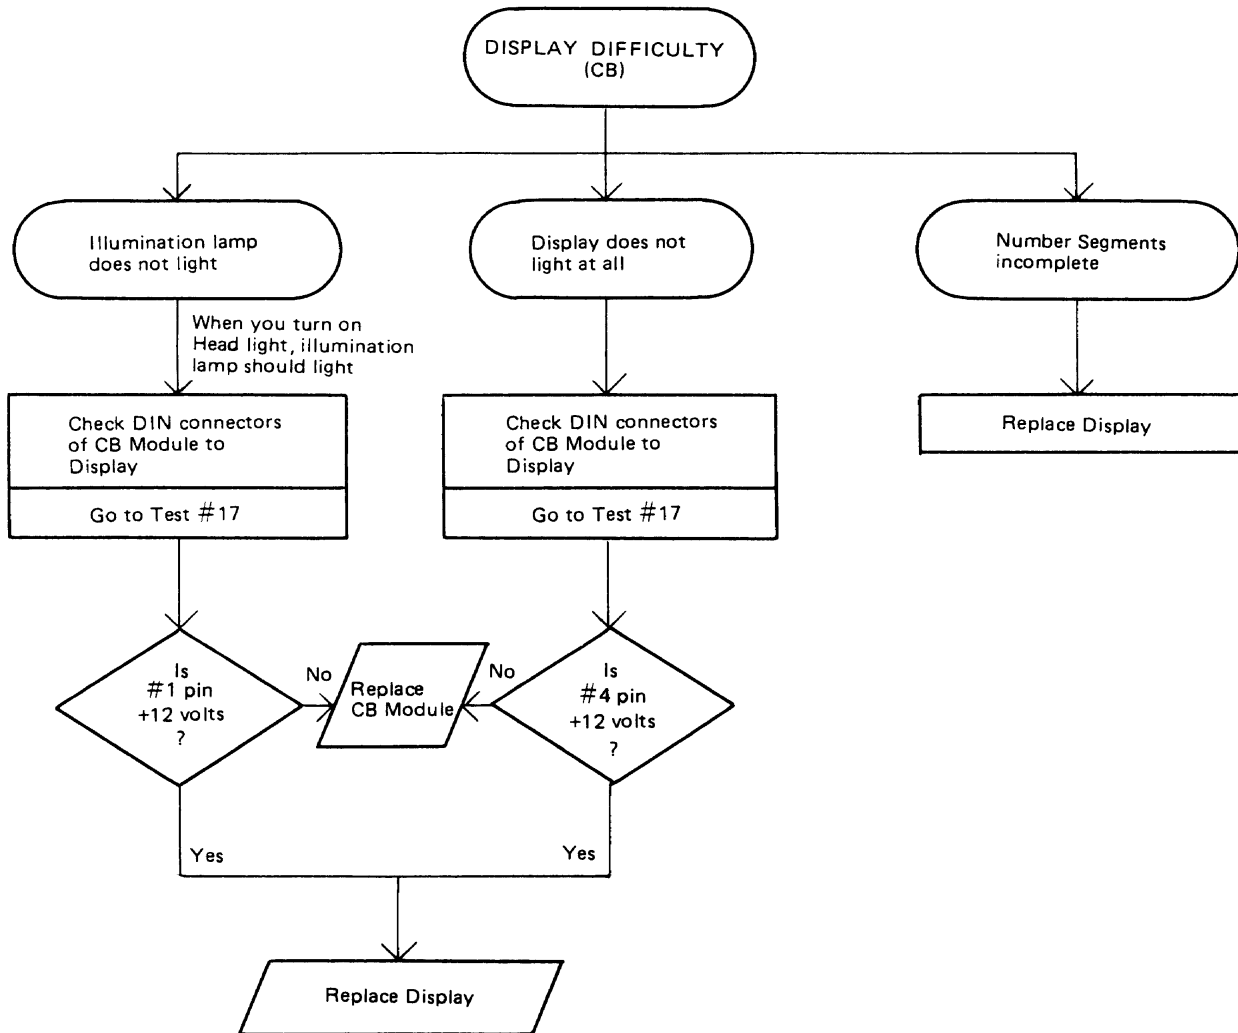 DISPLAY DIFFICULTY
(CB)
Illumination lamp
does not light
Display does not
light at all
Number Segments
incomplete
When you turn on
Head light, illumination
lamp should light
Check DIN connectors
of CB Module to
Display
Go to Test #17
Check DIN connectors
of CB Module to
Display
Go to Test #17
Replace Display
Is
#1 pin
+12 volts
?
No
Replace
CB Module
No
Is
#4 pin
+12 volts
?
Yes
Yes
Replace Display